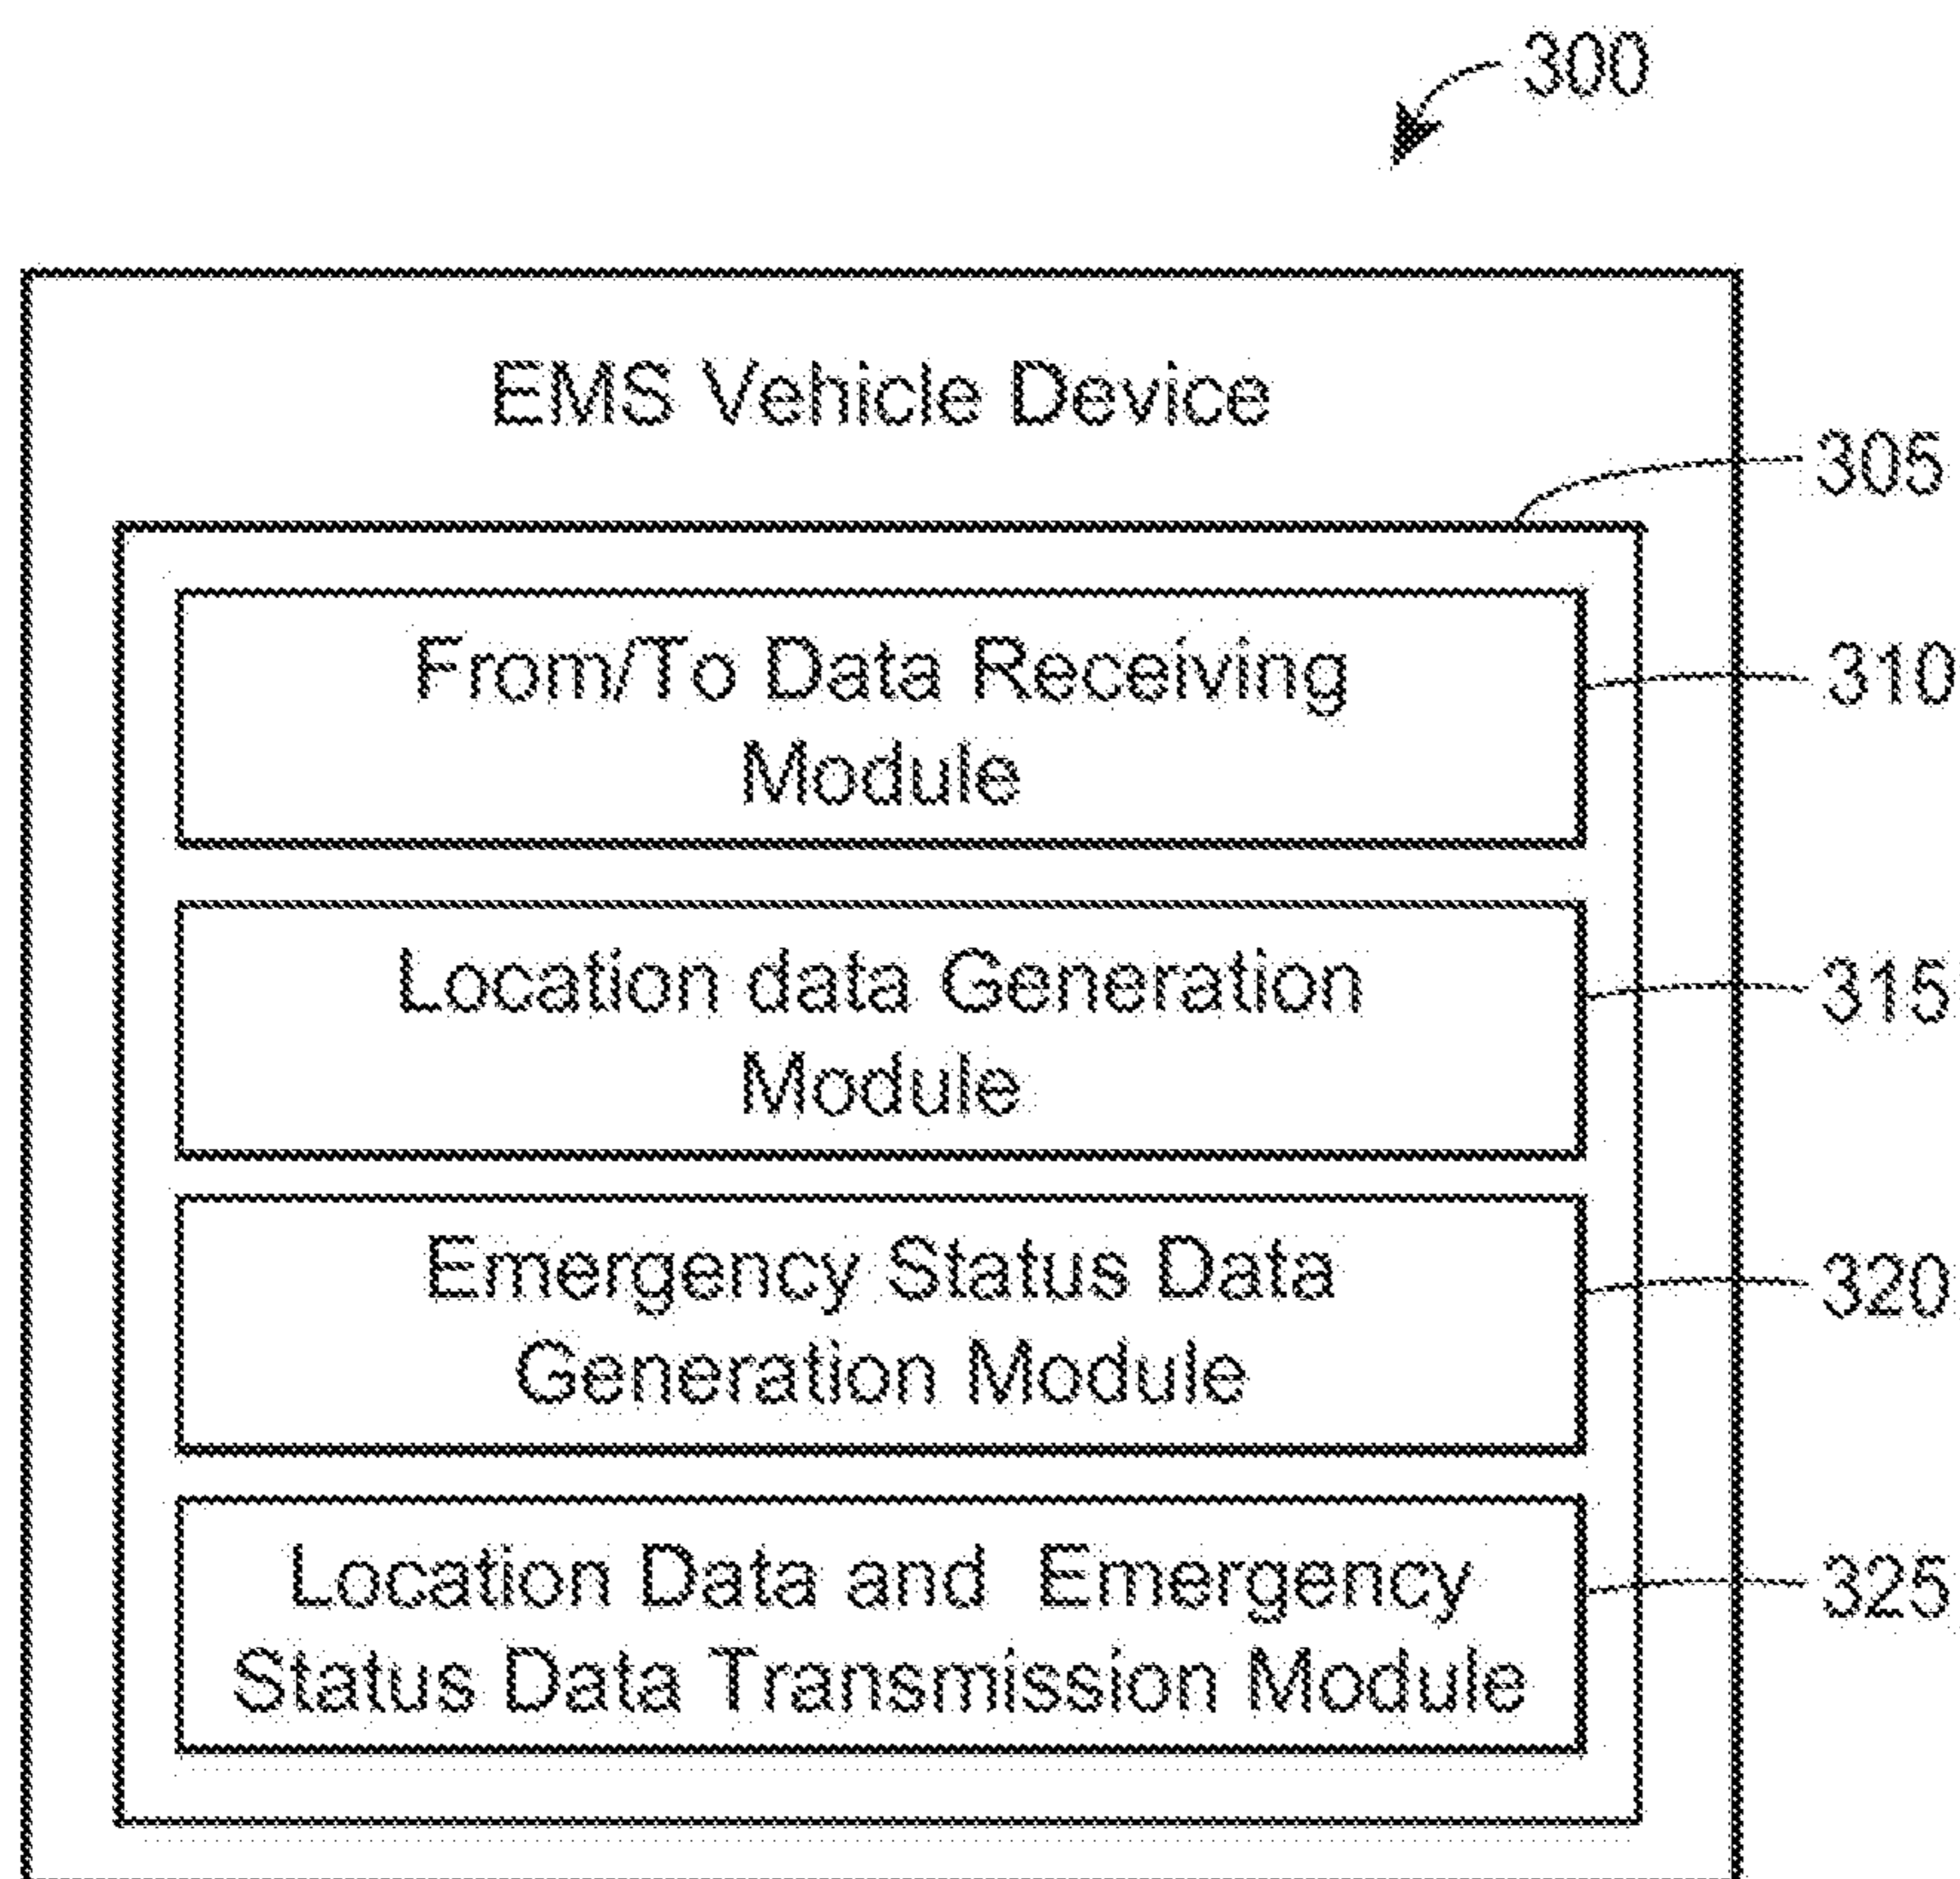 300
EMS Vehicle Device
305
From/To Data Receiving
Module
310
Location data Generation
Module
315
Emergency Status Data
Generation Module
320
Location Data and Emergency
Status Data Transmission Module
325